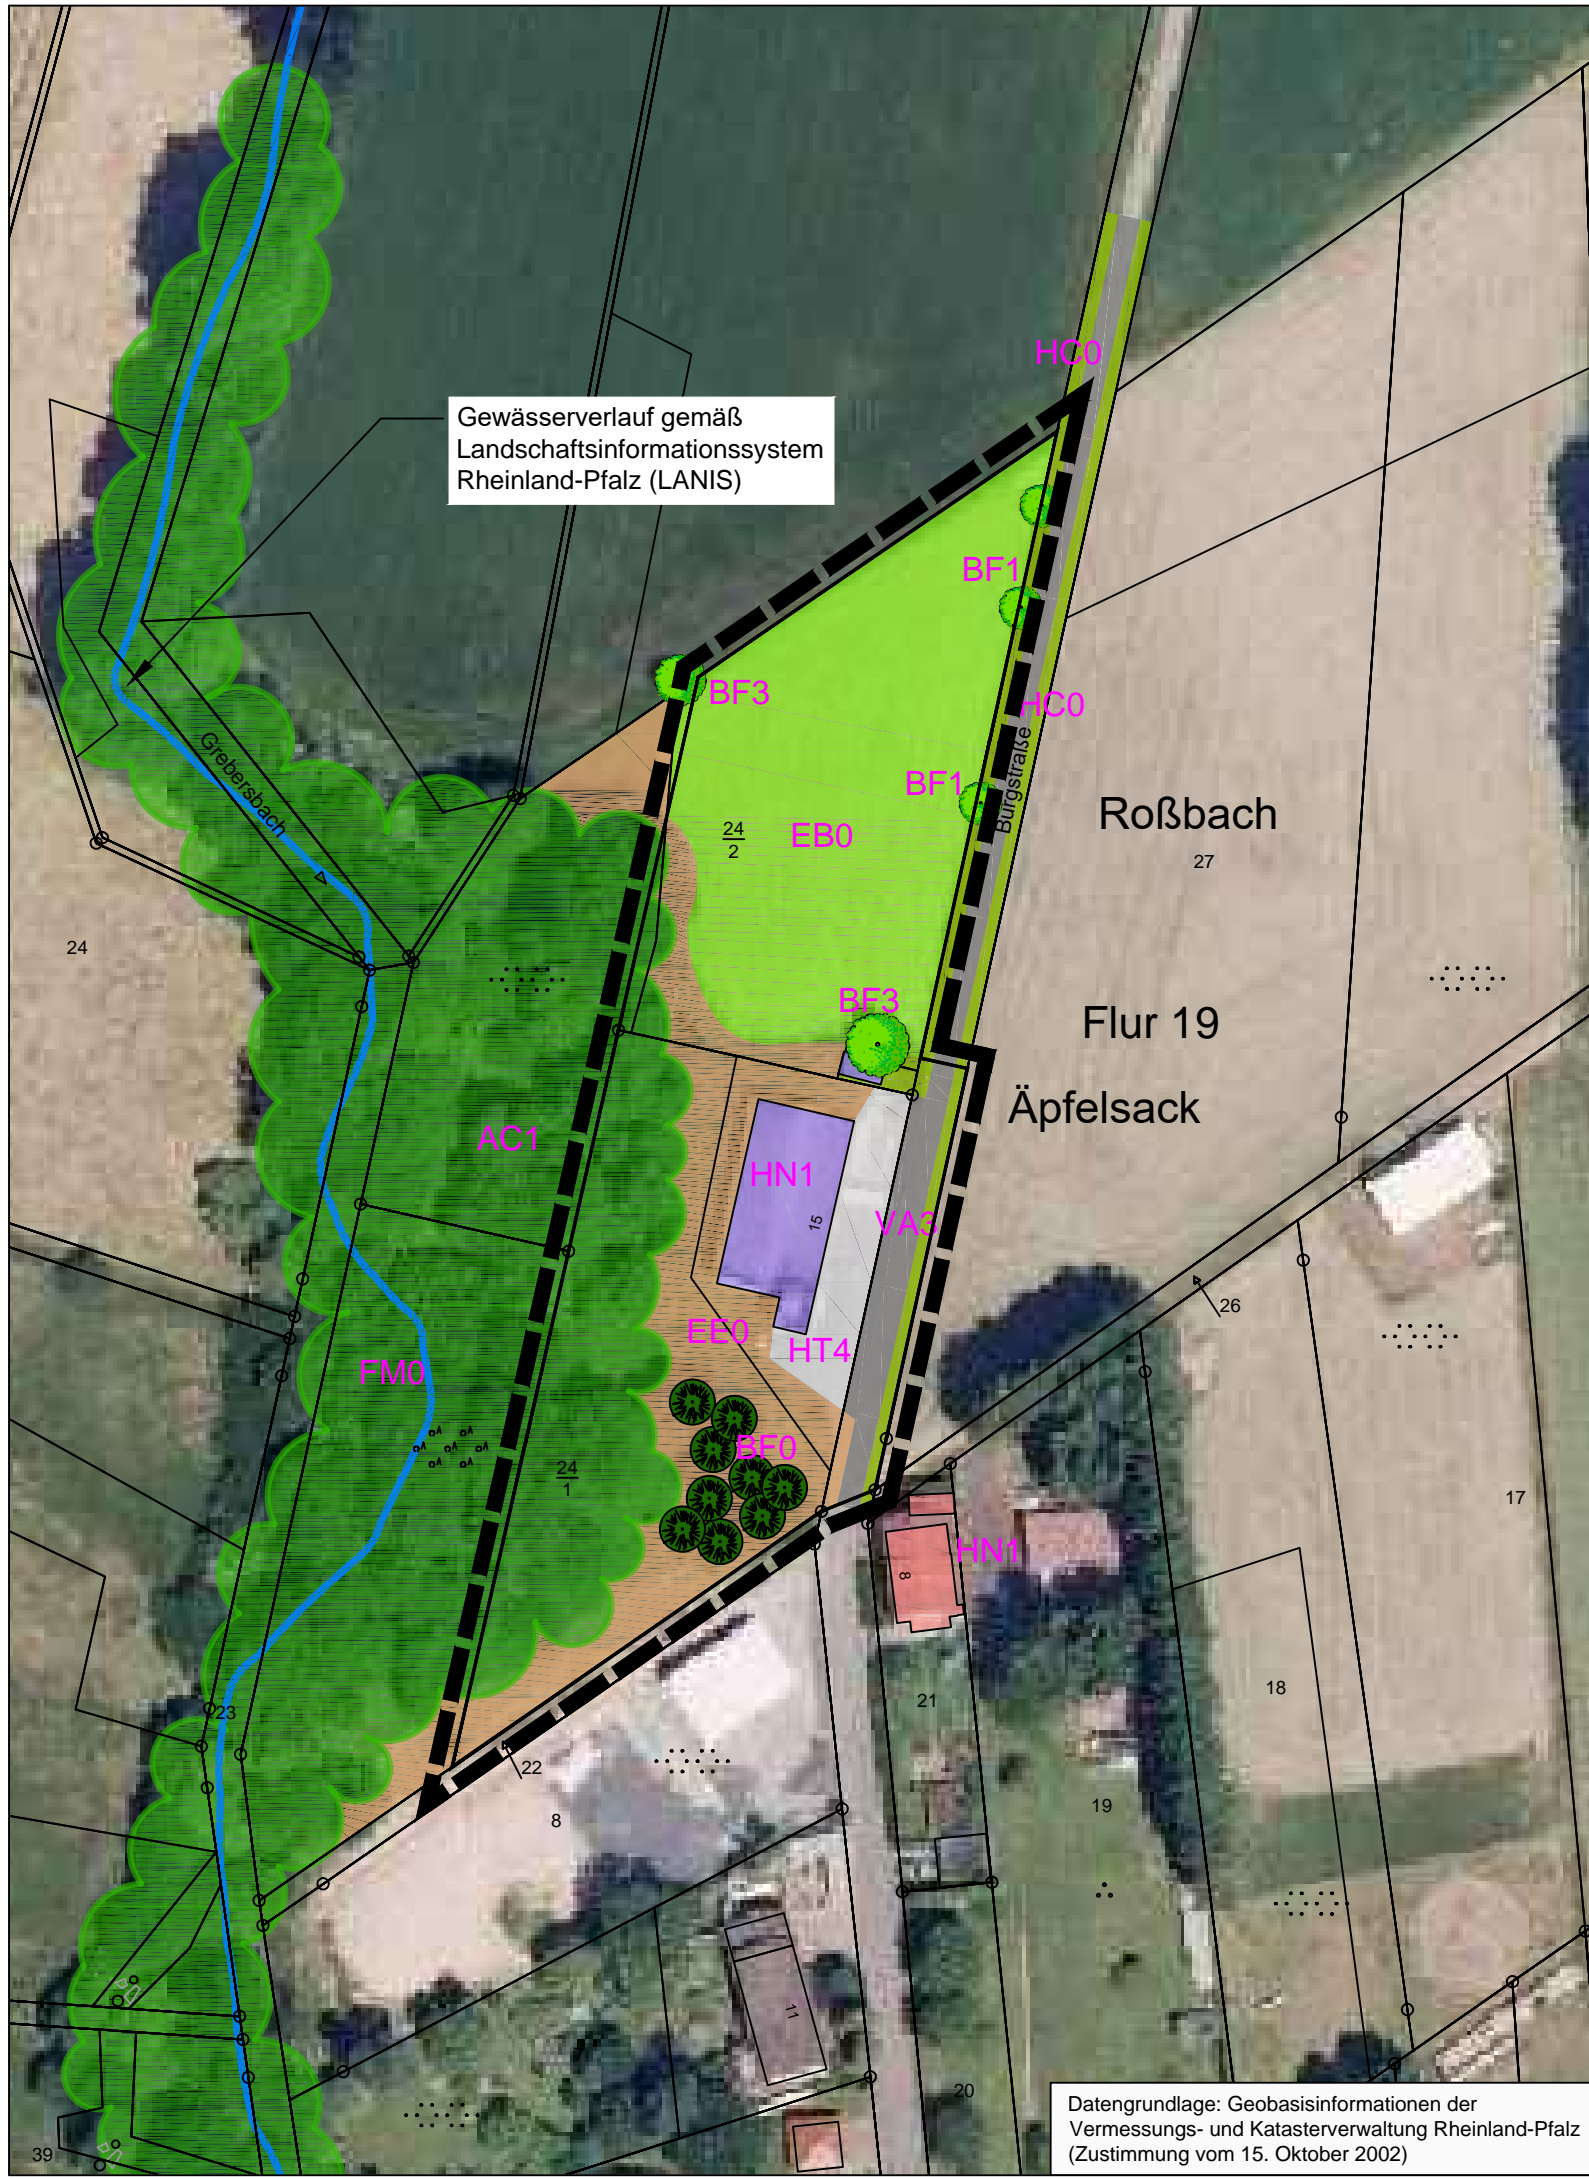 HC0
Gewässerverlauf gemäß
Landschaftsinformationssystem
Rheinland-Pfalz (LANIS)
BF1
BF3
HC0
Grebersbach
BF1
Burgstraße
Roßbach
24
2
EB0
27
24
BF3
Flur 19
Äpfelsack
AC1
HN1
15
VA3
26
EE0
HT4
FM0
BF0
24
1
17
HN1
8
18
21
23
22
8
19
11
20
39
Datengrundlage: Geobasisinformationen der
Vermessungs- und Katasterverwaltung Rheinland-Pfalz
(Zustimmung vom 15. Oktober 2002)